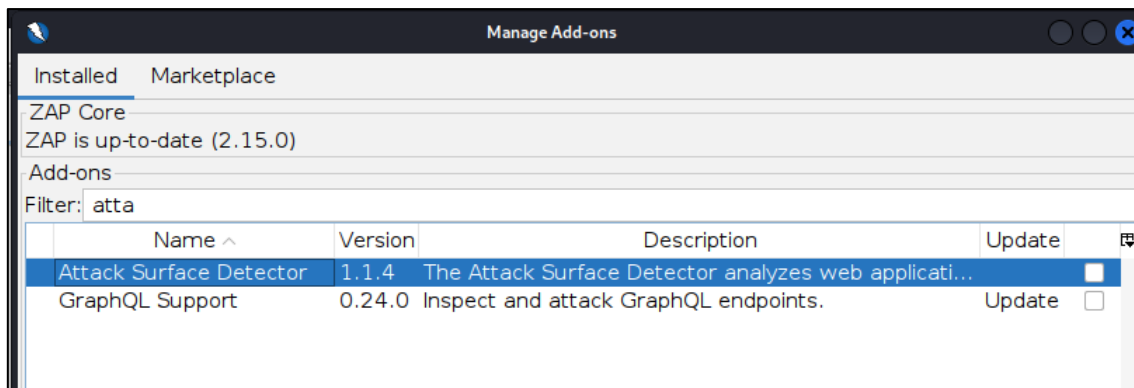 Manage Add-ons
Installed Marketplace
ZAP Core
ZAP is up-to-date (2.15.0)
Add-ons
Filter: atta
Name Version Description Update
Attack Surface Detector 1.1.4 The Attack Surface Detector analyzes web applicati...
GraphQL Support 0.24.0 Inspect and attack GraphQL endpoints. Update